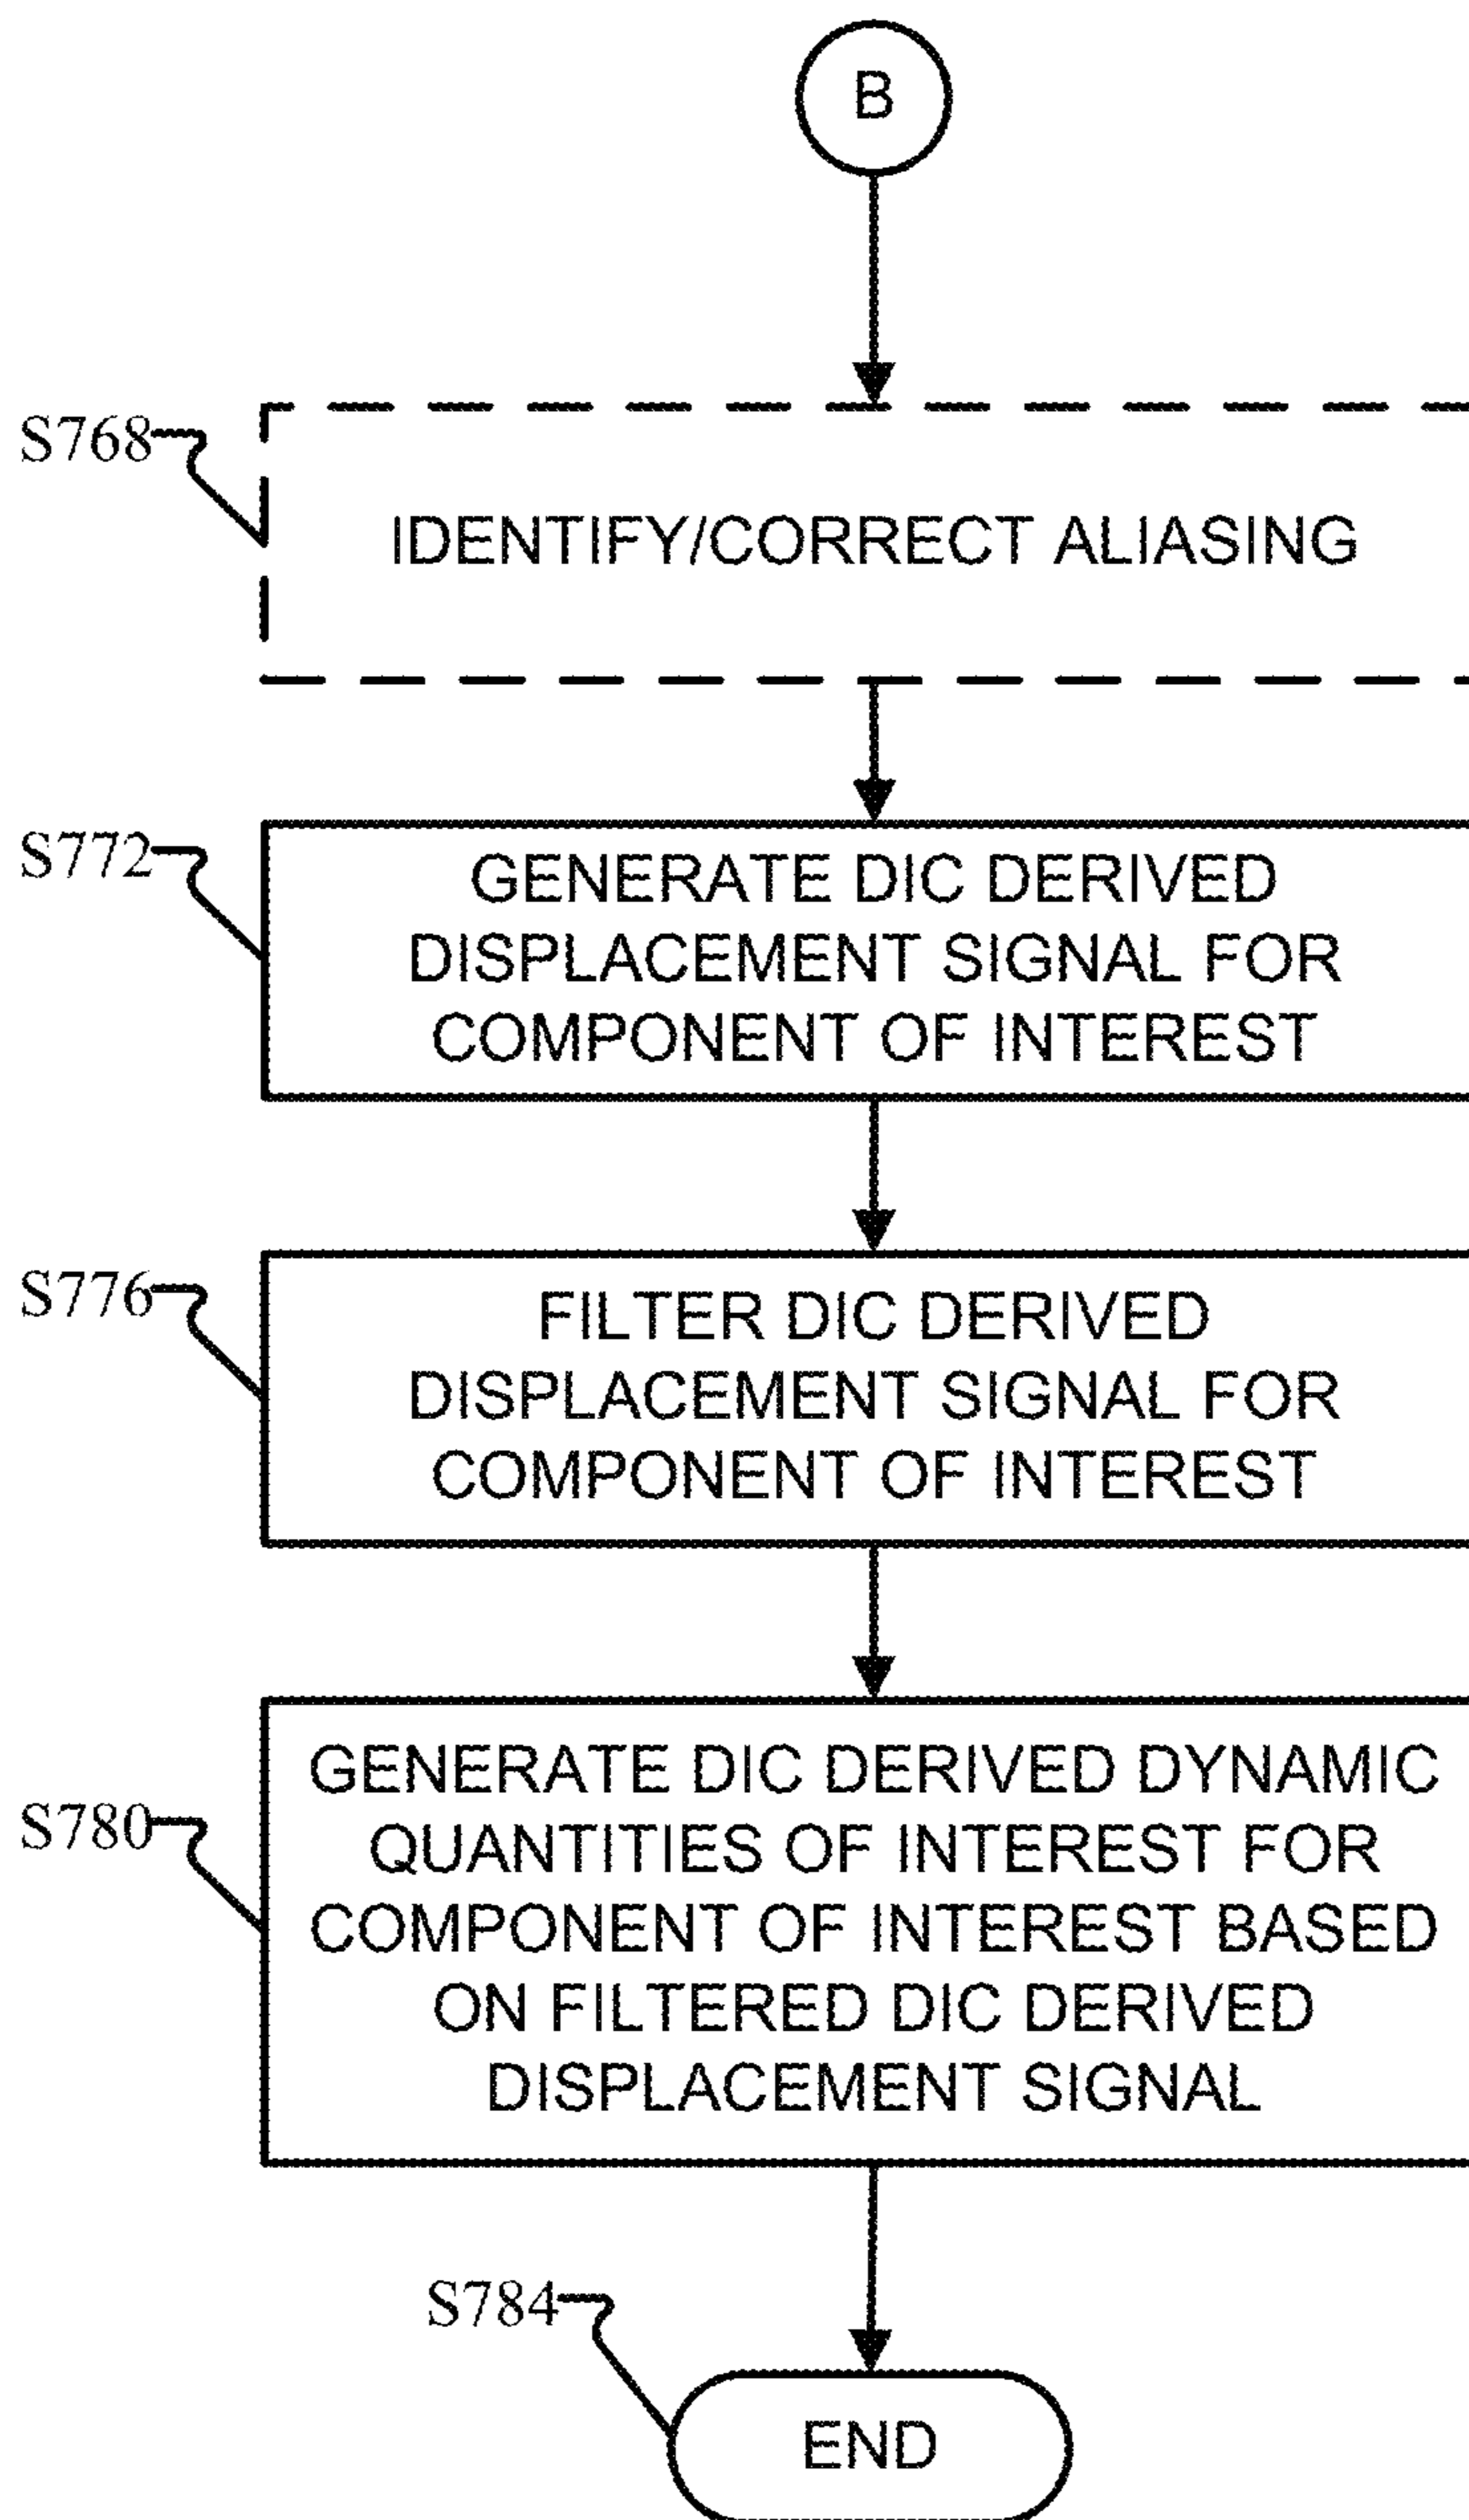 B
S768
IDENTIFY/CORRECT ALIASING
S772
GENERATE DIC DERIVED
DISPLACEMENT SIGNAL FOR
COMPONENT OF INTEREST
S776
FILTER DIC DERIVED
DISPLACEMENT SIGNAL FOR
COMPONENT OF INTEREST
S780
GENERATE DIC DERIVED DYNAMIC
QUANTITIES OF INTEREST FOR
COMPONENT OF INTEREST BASED
ON FILTERED DIC DERIVED
DISPLACEMENT SIGNAL
S784
END